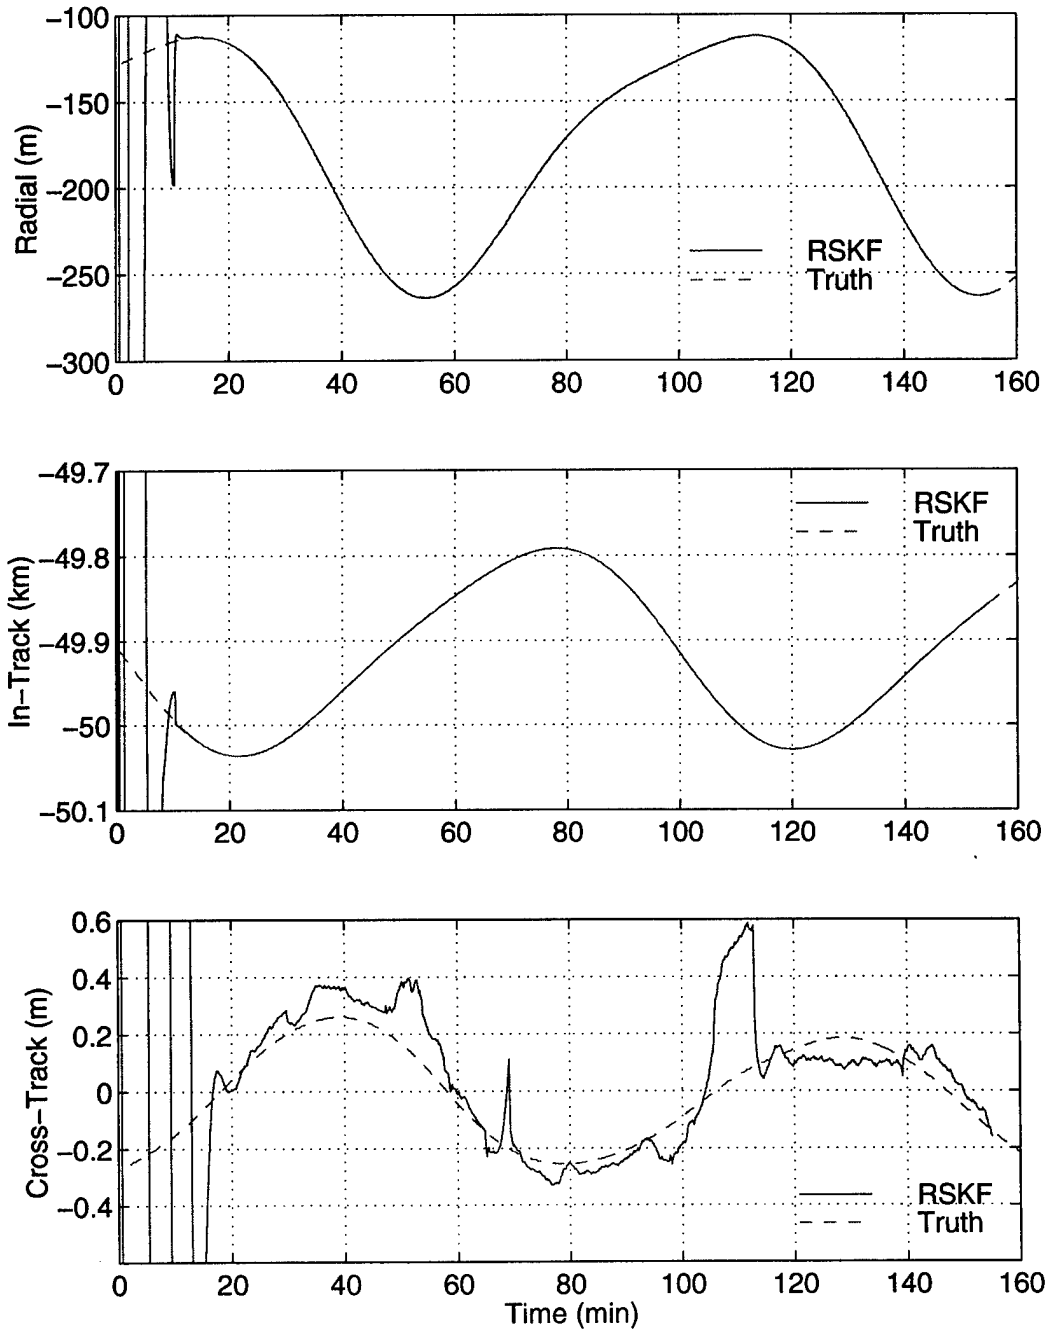 −100
−150
−200
−250
−300
Radial (m)
RSKF
Truth
0 20 40 60 80 100 120 140 160
−49.7
−49.8
−49.9
−50
−50.1
In−Track (km)
RSKF
Truth
0 20 40 60 80 100 120 140 160
0.6
0.4
0.2
0
−0.2
−0.4
Cross−Track (m)
RSKF
Truth
0 20 40 60 80 100 120 140 160
Time (min)